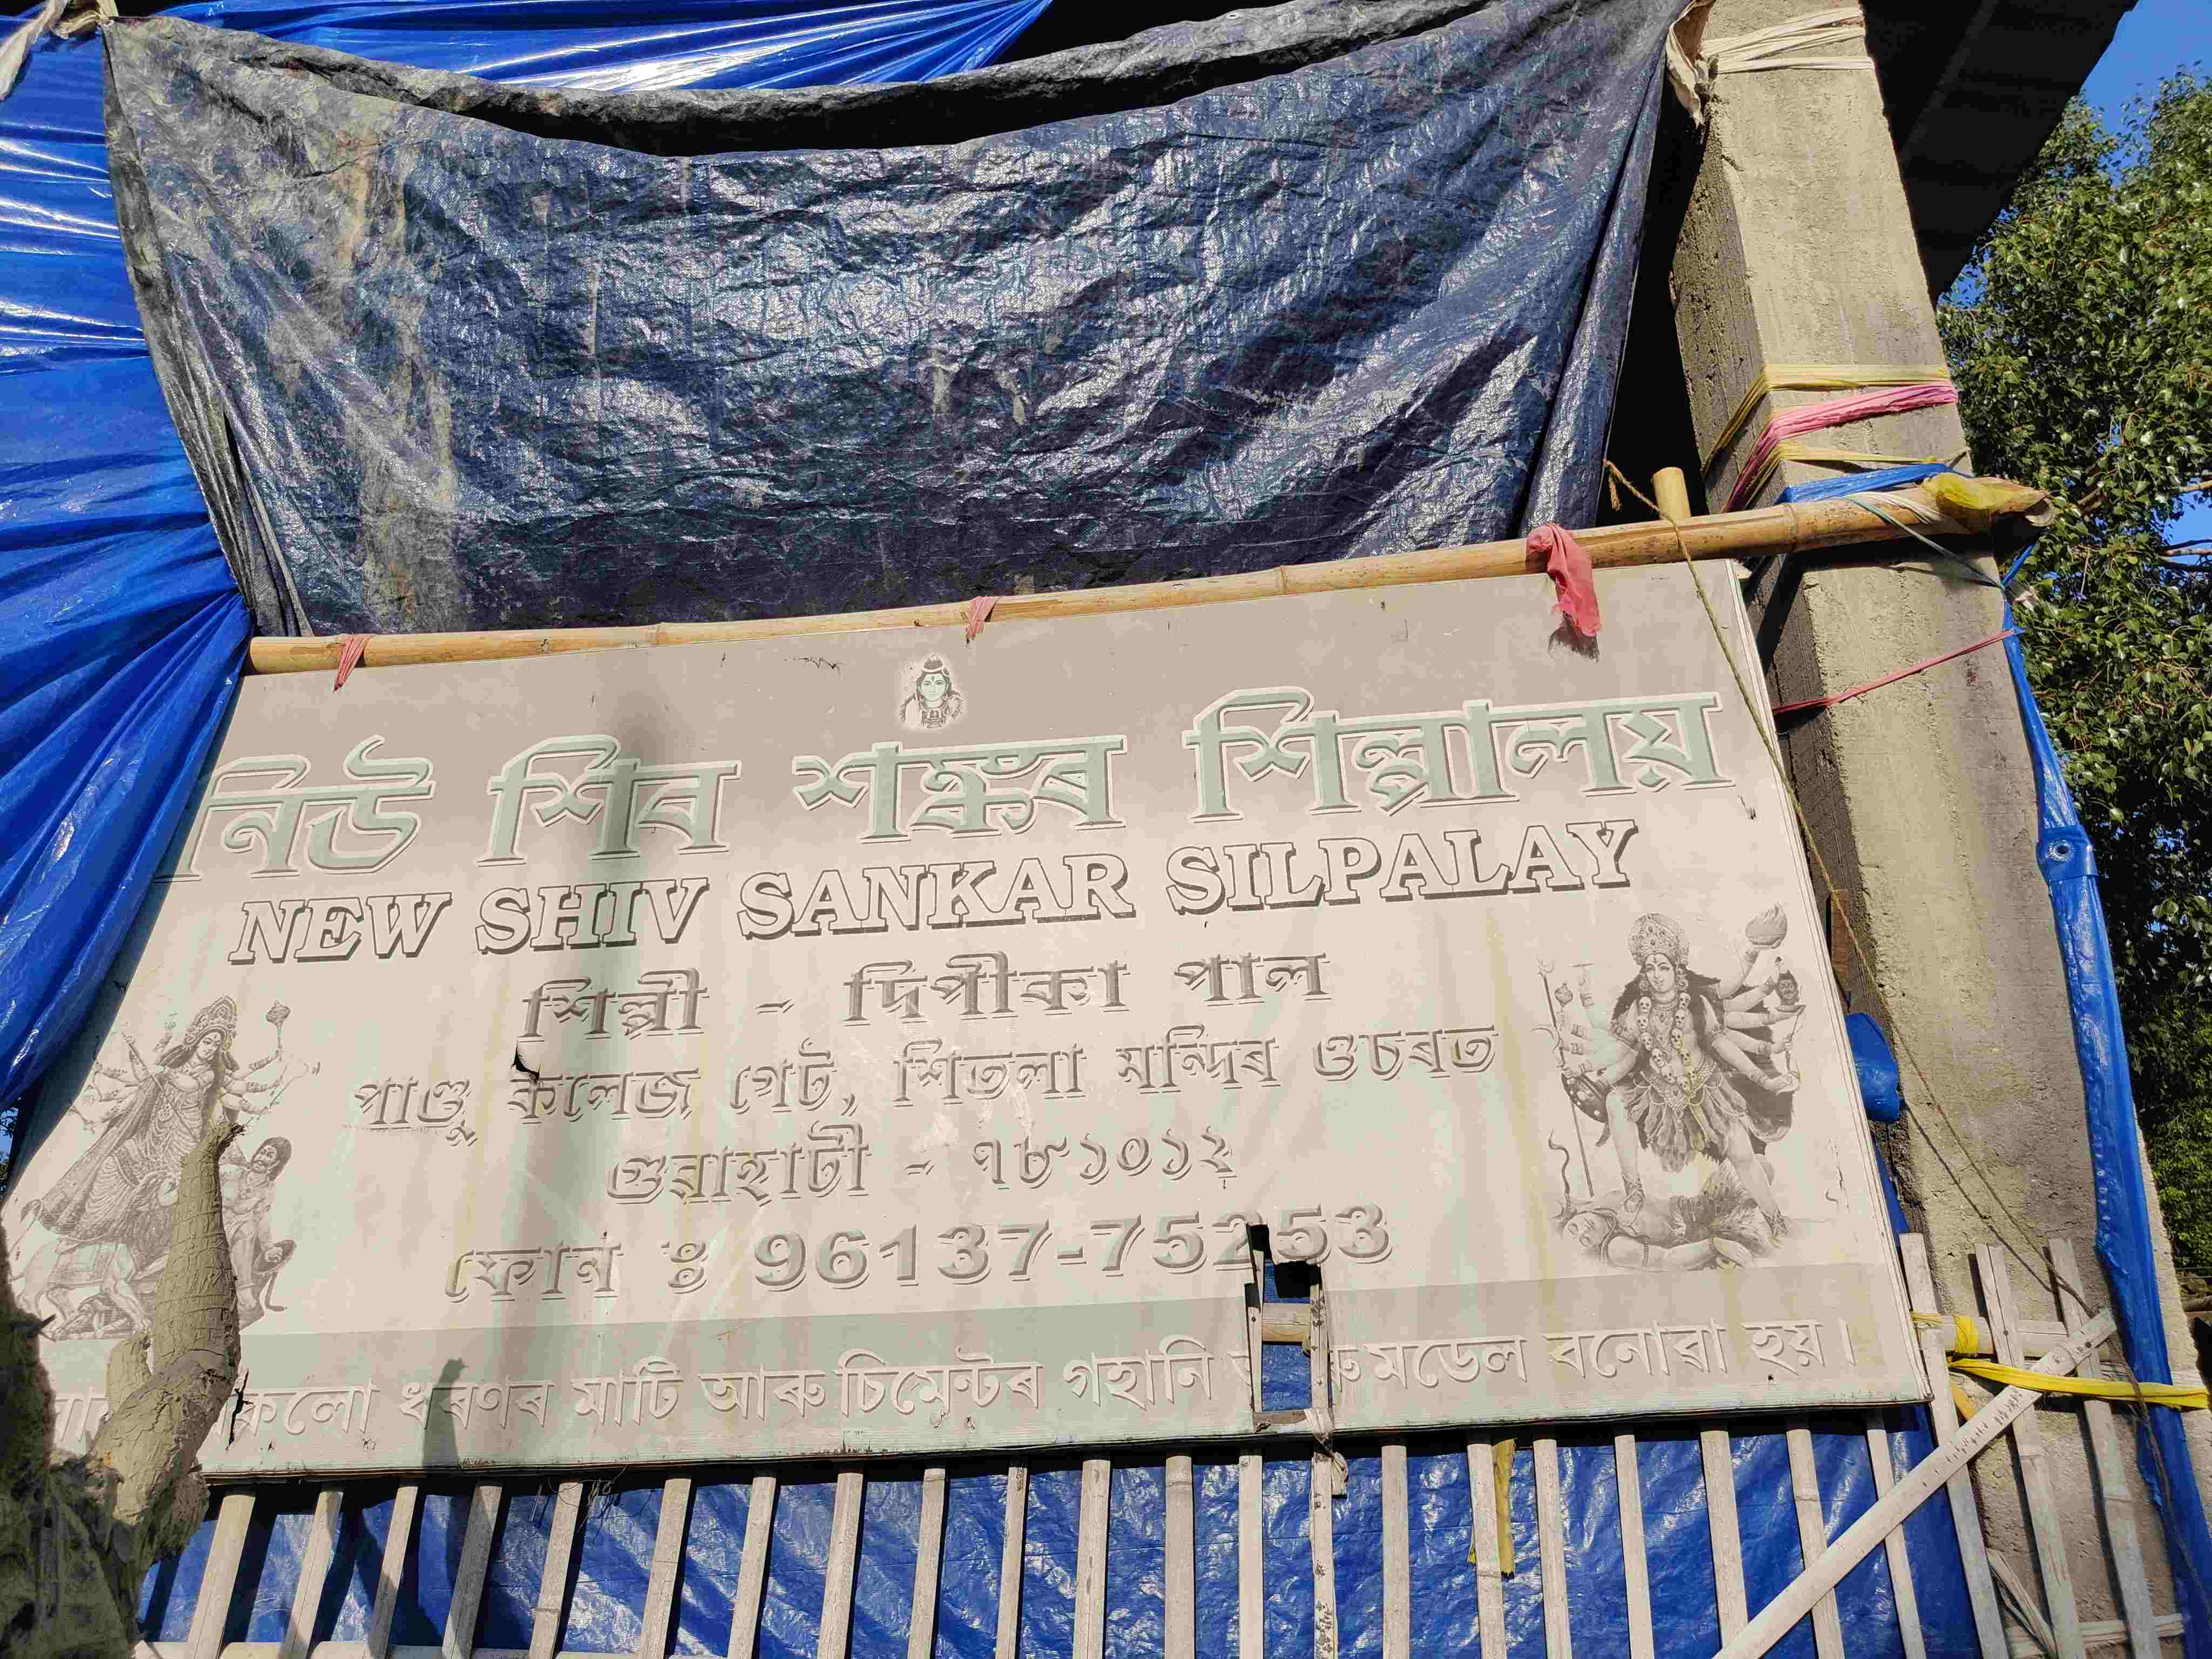 নিউ শিৱ শঙ্কৰ শিল্পালয়
NEW SHIV SANKAR SILPALAY
শিল্পী - দিপীকা পাল
পাণ্ডু কলেজ গেট, শিতলা মন্দিৰ ওচৰত
গুৱাহাটী - ৭৮১০১২
ফোন ঃ 96137-75253
ধৰণৰ মাটি আৰু চিমেন্টৰ গহানি মডেল বনোৱা হয়।